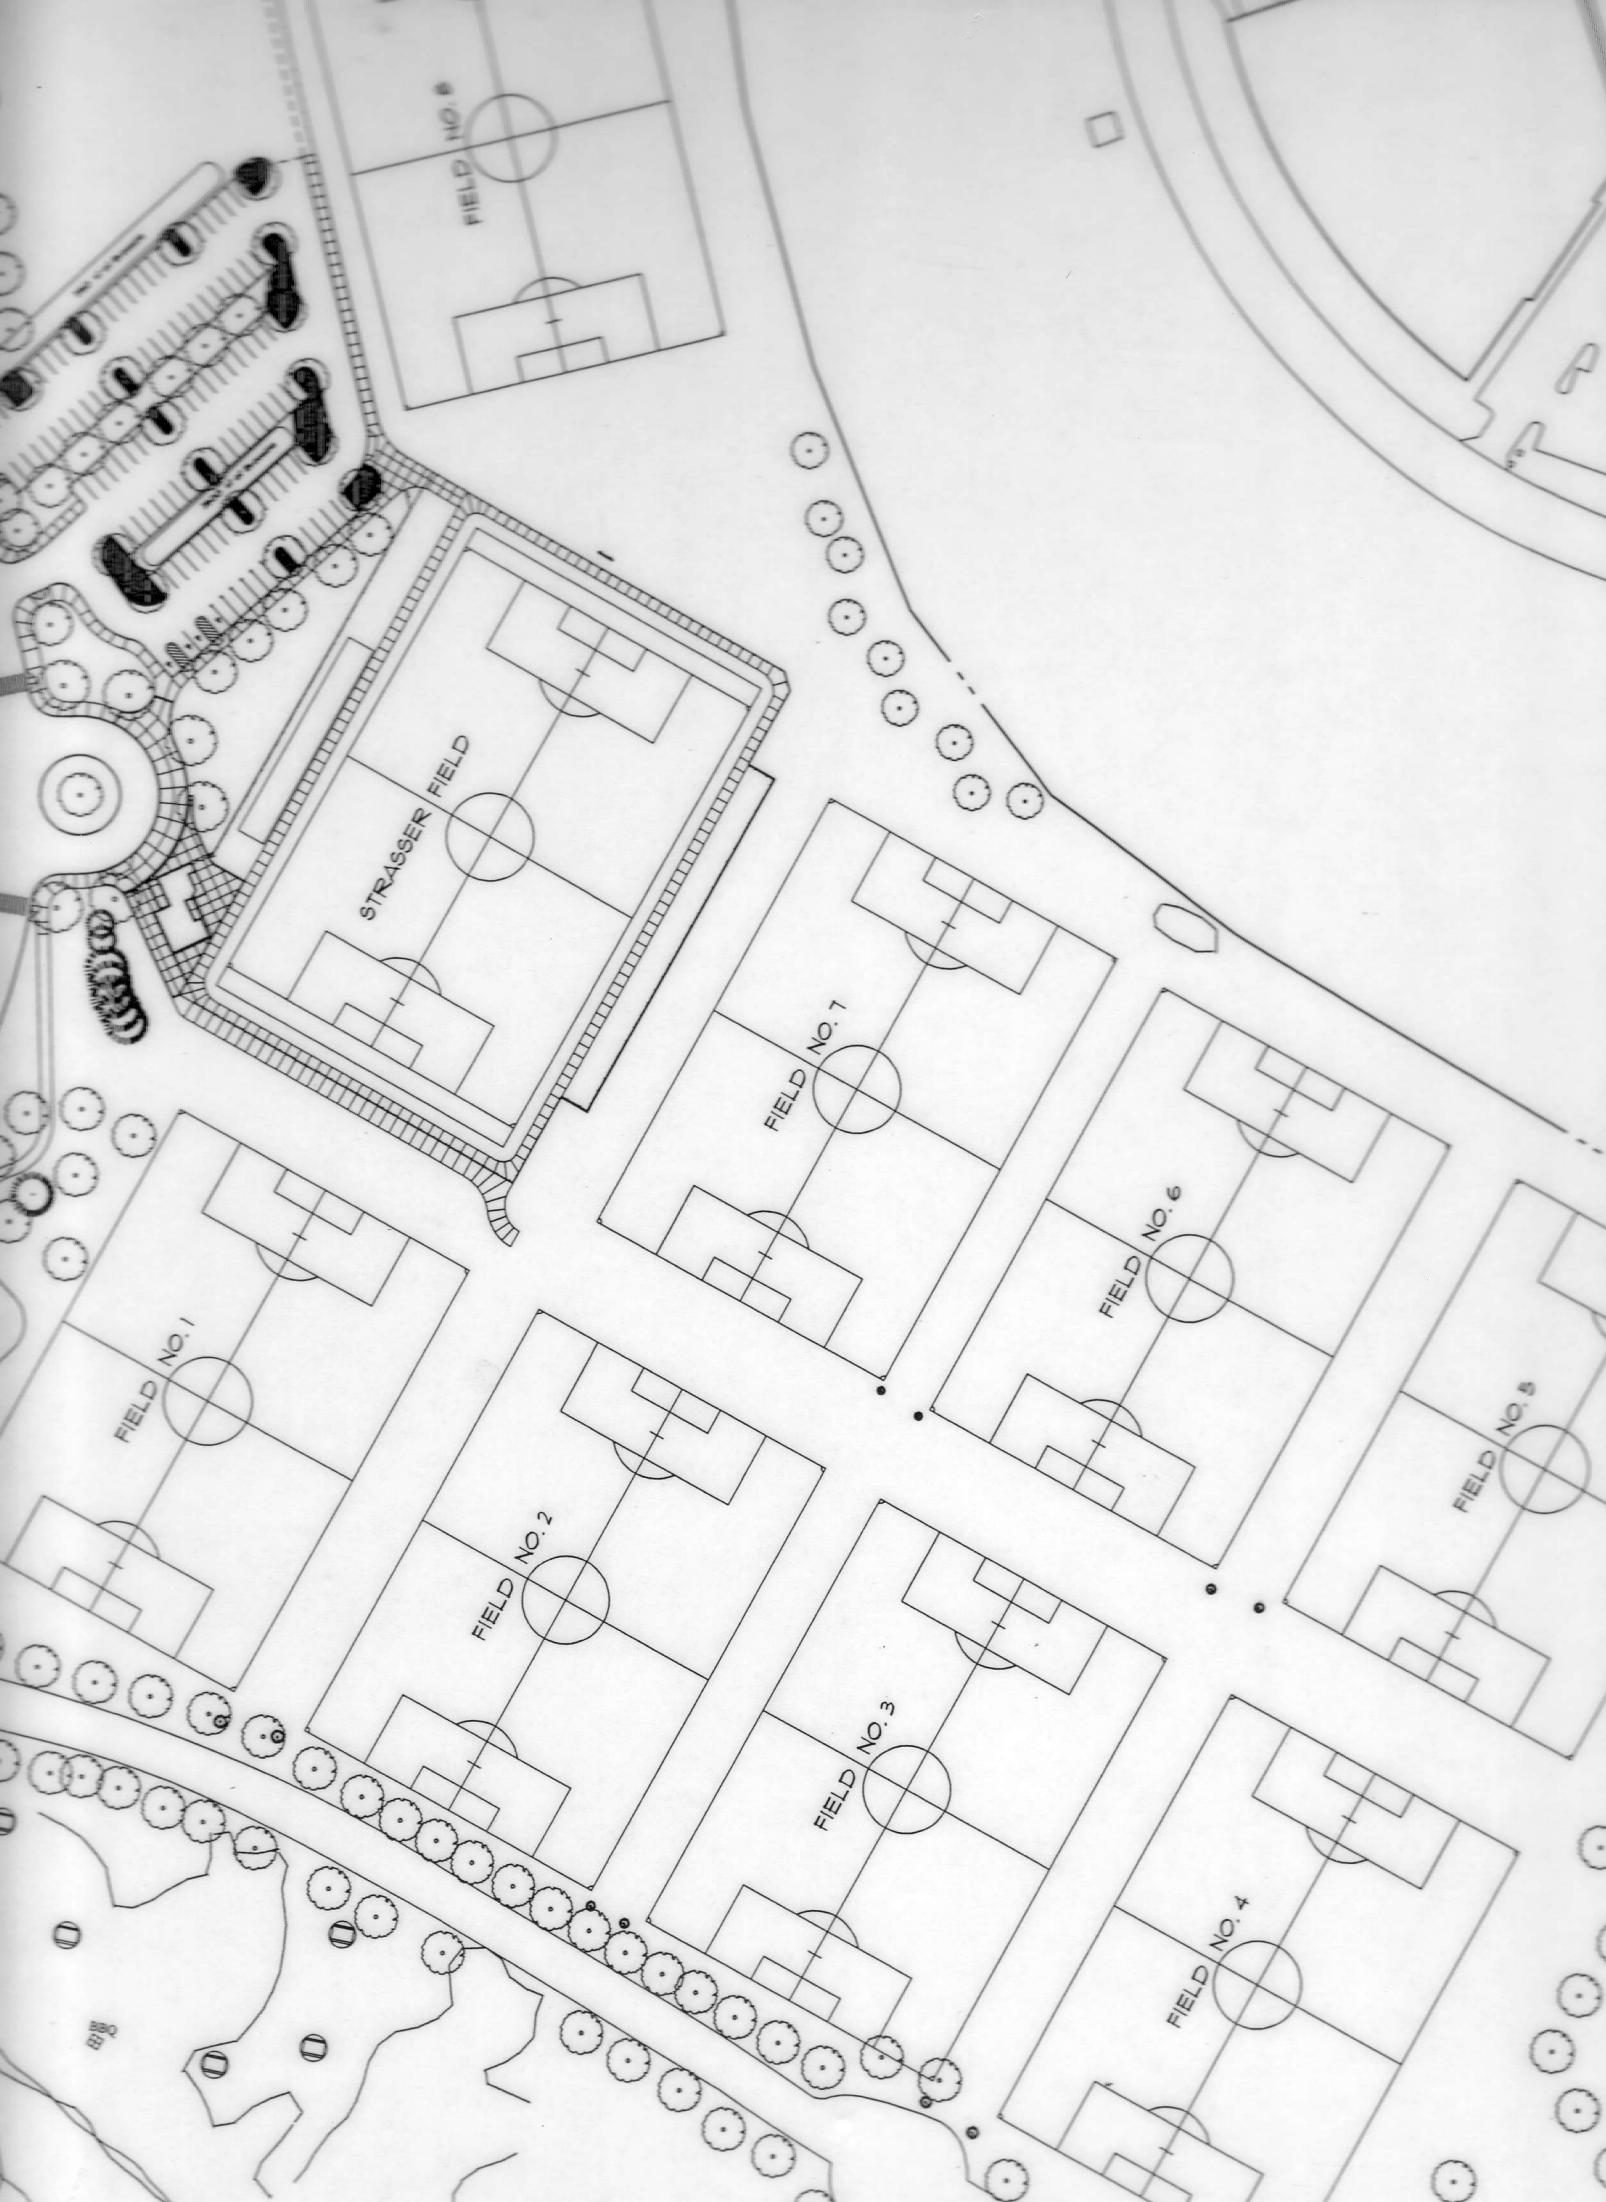 FIELD NO. 8
STRASSER FIELD
FIELD NO. 7
FIELD NO. 6
FIELD NO. 1
FIELD NO. 5
FIELD NO. 2
FIELD NO. 3
FIELD NO. 4
BBQ